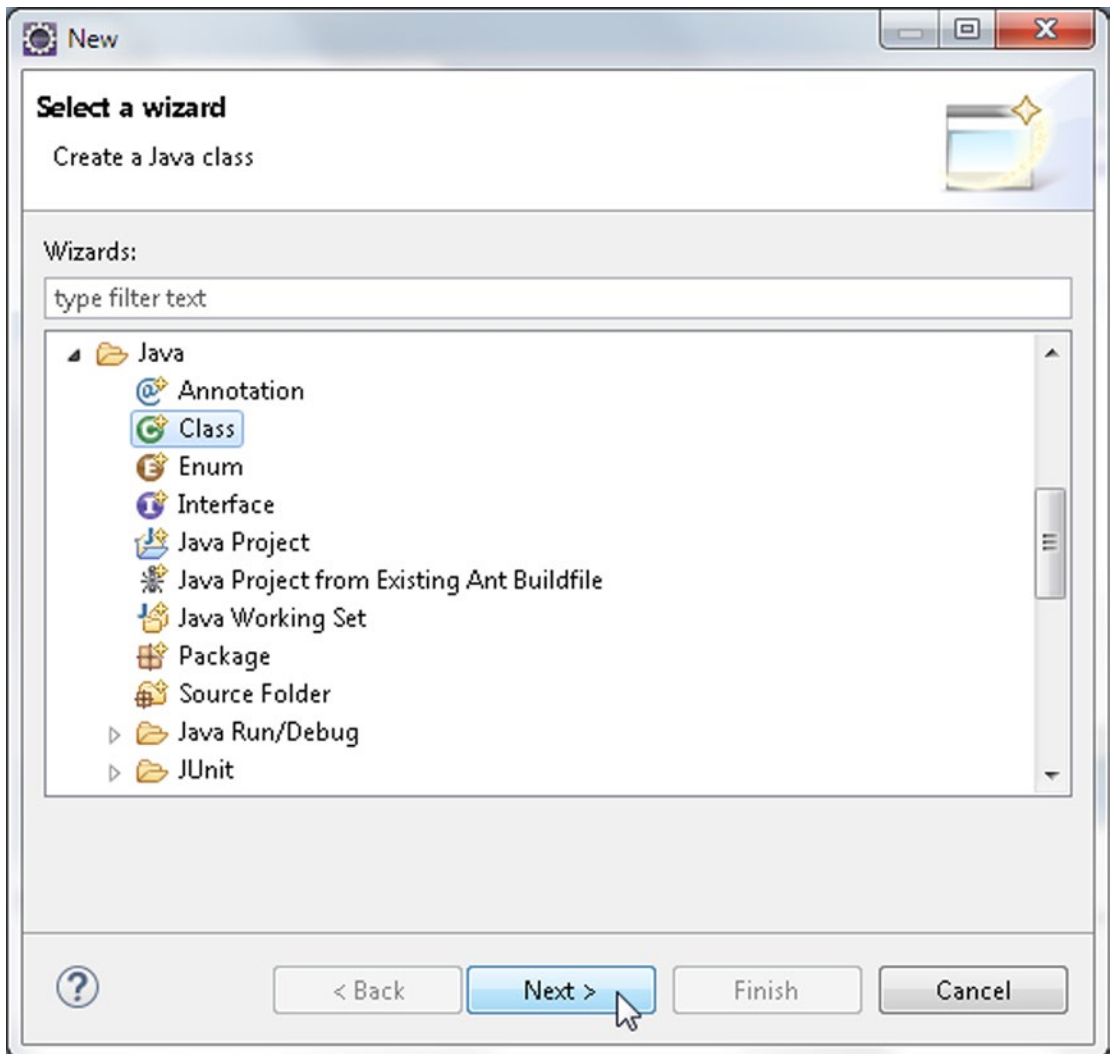 New
Select a wizard
Create a Java class
Wizards:
type filter text
Java
Annotation
Class
Enum
Interface
Java Project
Java Project from Existing Ant Buildfile
Java Working Set
Package
Source Folder
Java Run/Debug
JUnit
< Back Next > Finish Cancel